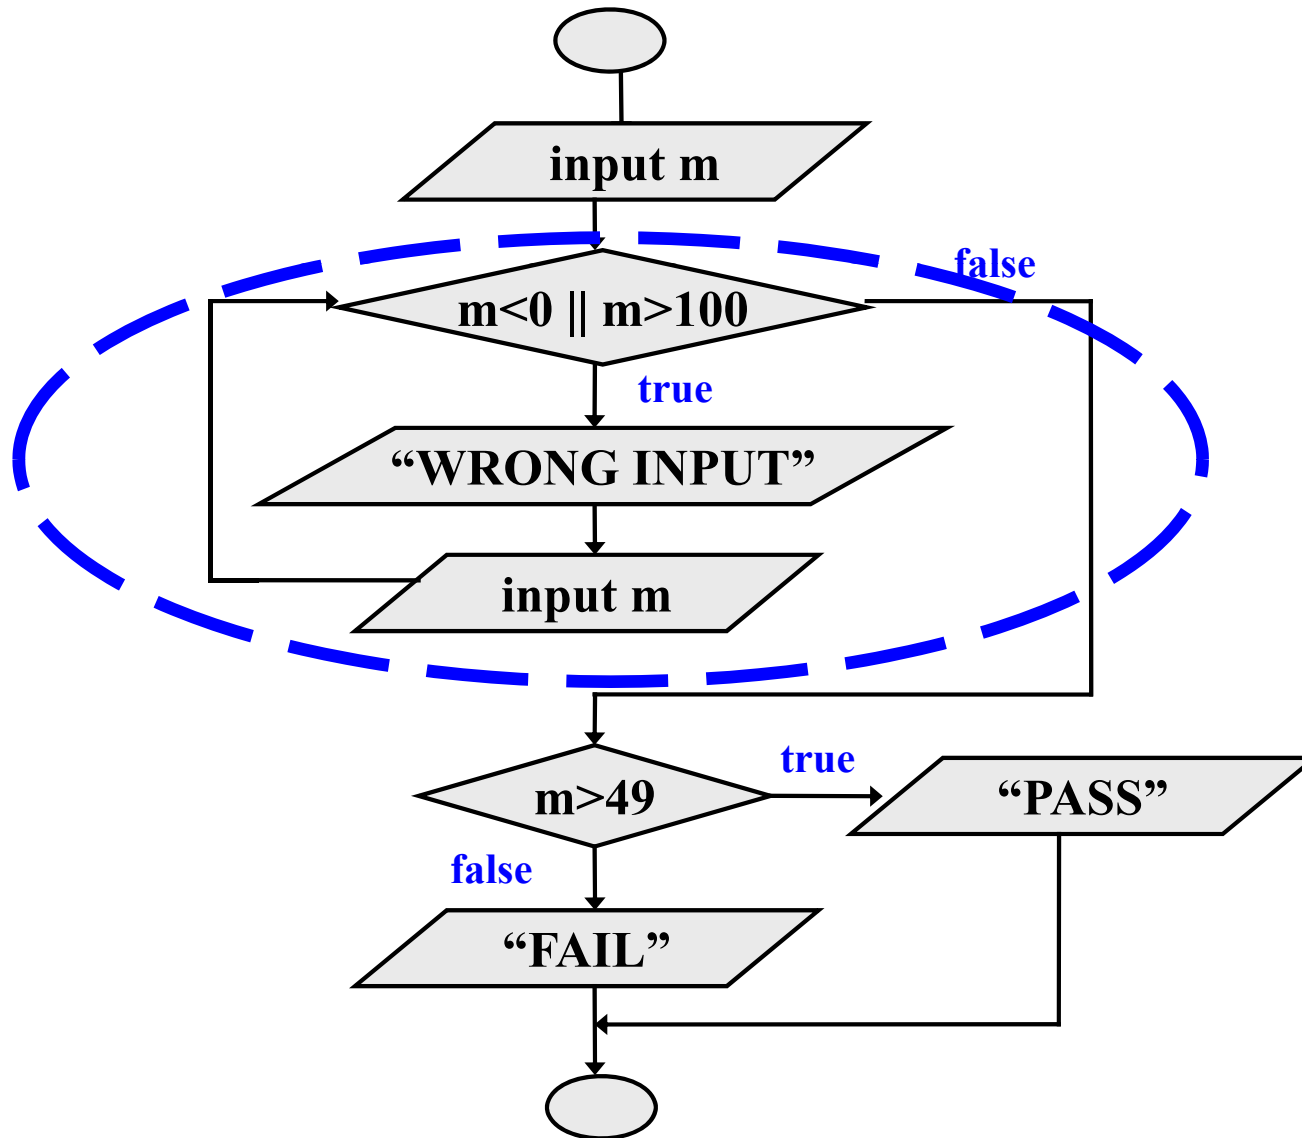 input m
false
m<0 || m>100
true
“WRONG INPUT”
input m
true
m>49
“PASS”
false
“FAIL”